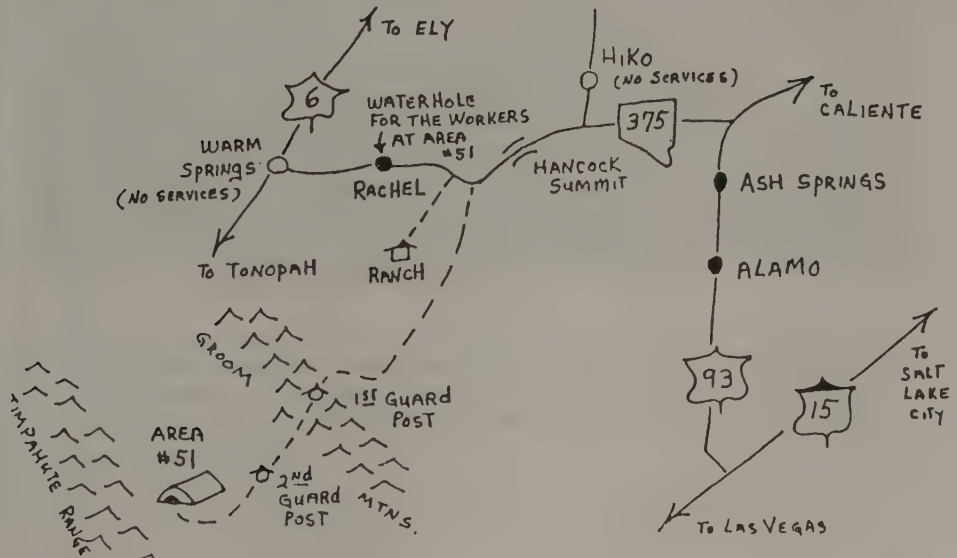 To ELY
6
HIKO
(NO SERVICES)
To
CALIENTE
WATERHOLE
FOR THE WORKERS
AT AREA
#51
375
WARM
SPRINGS
(NO SERVICES)
RACHEL
HANCOCK
SUMMIT
ASH SPRINGS
To TONOPAH
RANCH
ALAMO
GROOM
MTNS.
1ST GUARD
POST
93
15
To
SALT
LAKE
CITY
TIMPAHUTE
RANGE
AREA
#51
2ND
GUARD
POST
To LAS VEGAS